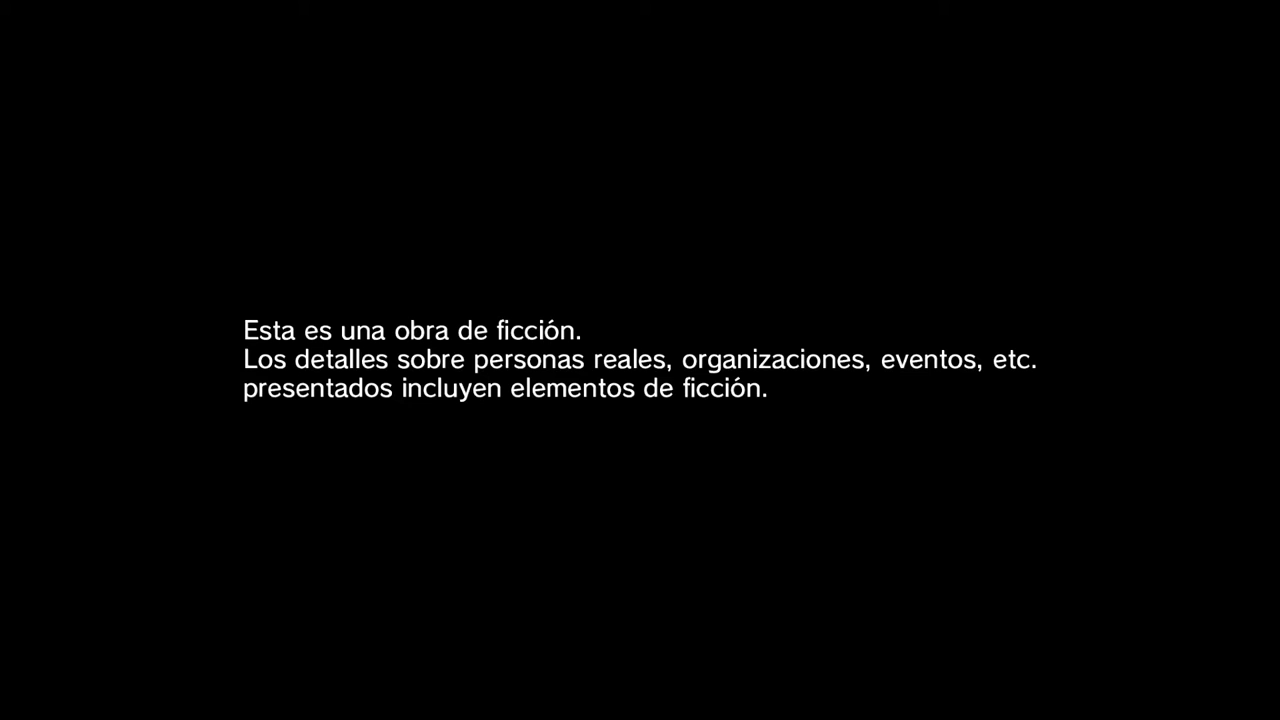 Esta es una obra de ficción.
Los detalles sobre personas reales, organizaciones, eventos, etc.
presentados incluyen elementos de ficción.